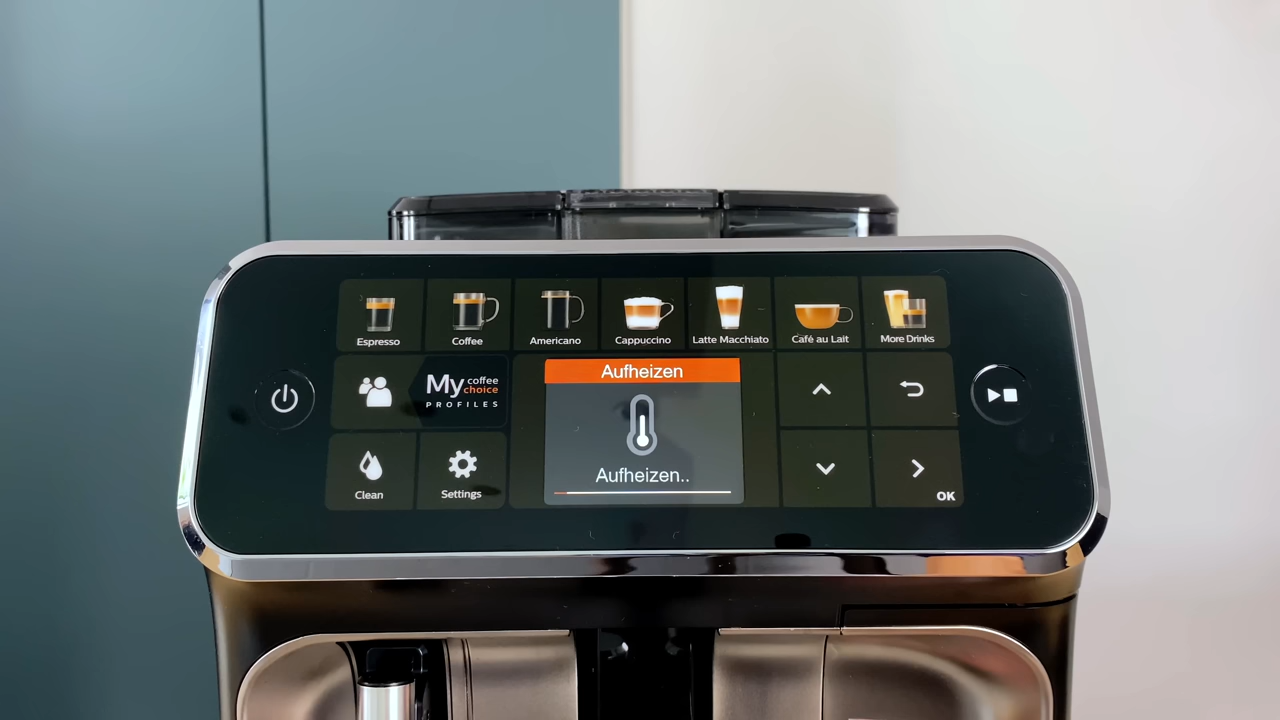 Espresso
Coffee
Americano
Cappuccino
Latte Macchiato
Café au Lait
More Drinks
My coffee choice
PROFILES
Aufheizen
Aufheizen..
Clean
Settings
OK